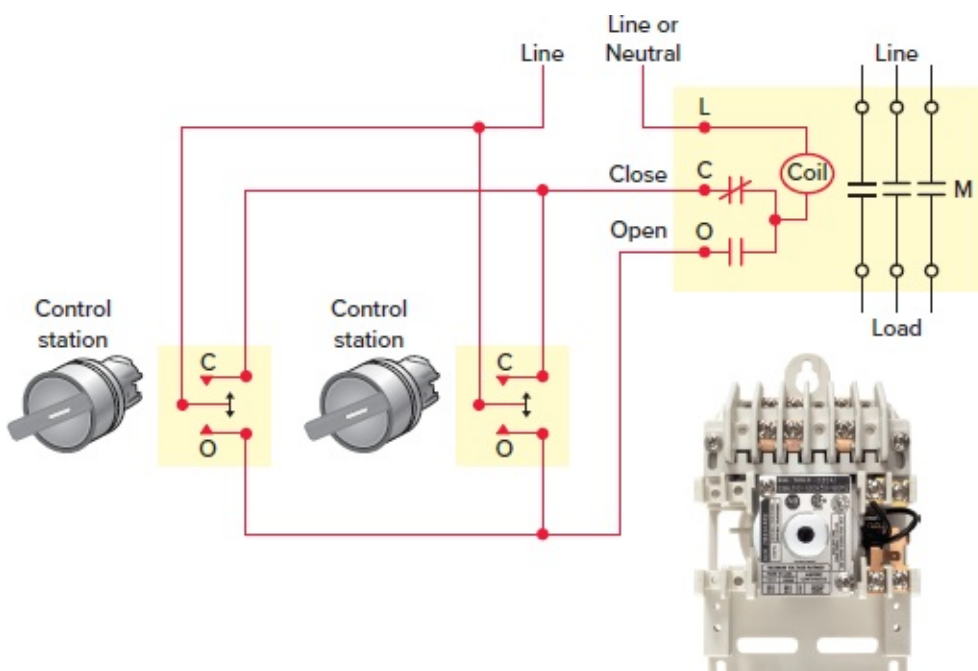 Line
Line or
Neutral
Line
L
Close
C
Coil
M
Open
O
Load
Control
station
C
O
Control
station
C
O